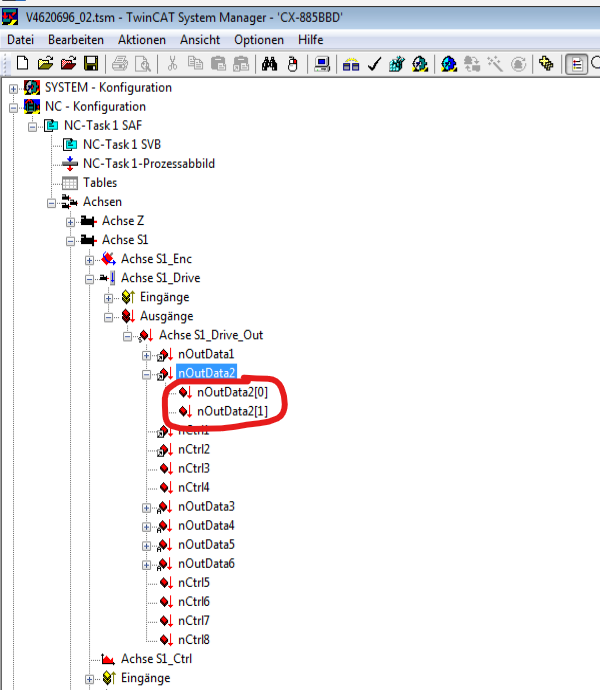 V4620696_02.tsm - TwinCAT System Manager - 'CX-885BBD'
Datei Bearbeiten Aktionen Ansicht Optionen Hilfe
SYSTEM - Konfiguration
NC - Konfiguration
NC-Task 1 SAF
NC-Task 1 SVB
NC-Task 1-Prozessabbild
Tables
Achsen
Achse Z
Achse S1
Achse S1_Enc
Achse S1_Drive
Eingänge
Ausgänge
Achse S1_Drive_Out
nOutData1
nOutData2
nOutData2[0]
nOutData2[1]
nCtrl1
nCtrl2
nCtrl3
nCtrl4
nOutData3
nOutData4
nOutData5
nOutData6
nCtrl5
nCtrl6
nCtrl7
nCtrl8
Achse S1_Ctrl
Eingänge